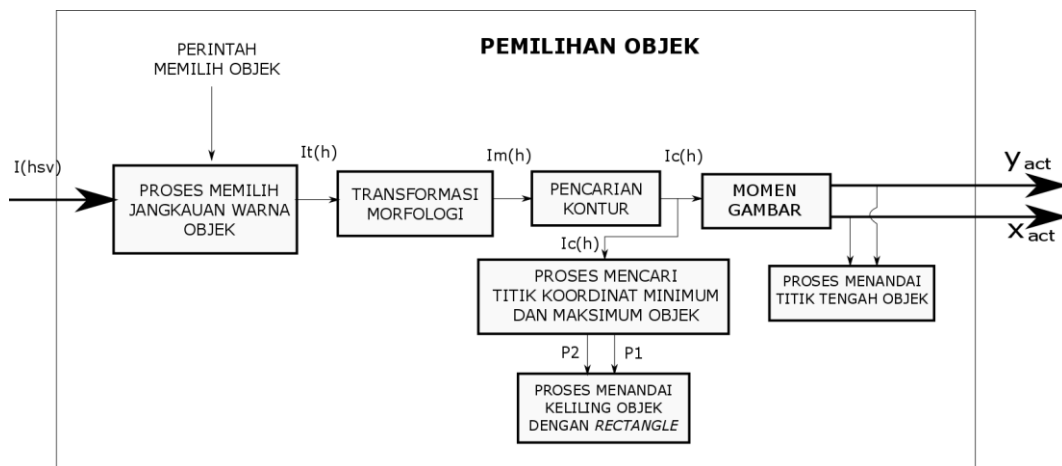 PEMILIHAN OBJEK
PERINTAH
MEMILIH OBJEK
I(hsv)
PROSES MEMILIH
JANGKAUAN WARNA
OBJEK
It(h)
TRANSFORMASI
MORFOLOGI
Im(h)
PENCARIAN
KONTUR
Ic(h)
MOMEN
GAMBAR
y act
x act
Ic(h)
PROSES MENCARI
TITIK KOORDINAT MINIMUM
DAN MAKSIMUM OBJEK
PROSES MENANDAI
TITIK TENGAH OBJEK
P2 P1
PROSES MENANDAI
KELILING OBJEK
DENGAN RECTANGLE